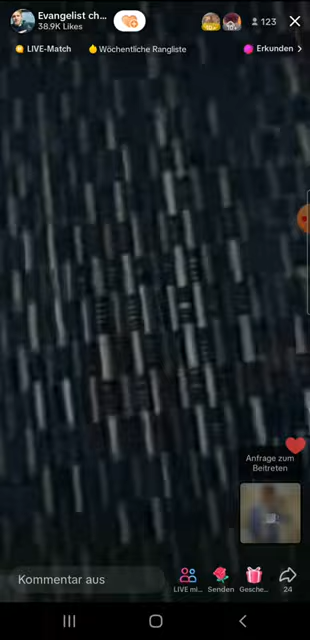 Evangelist ch...
38.9K Likes
123
LIVE-Match
Wöchentliche Rangliste
Erkunden
Anfrage zum
Beitreten
Kommentar aus
LIVE mi...
Senden
Gesche...
24